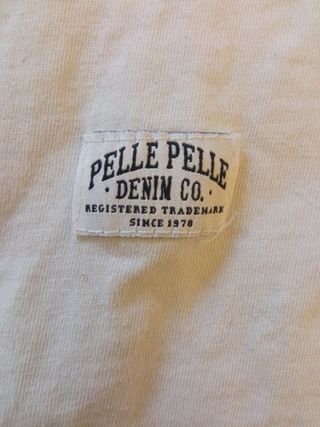 PELLE PELLE
· DENIM CO. ·
REGISTERED TRADEMARK
SINCE 1978